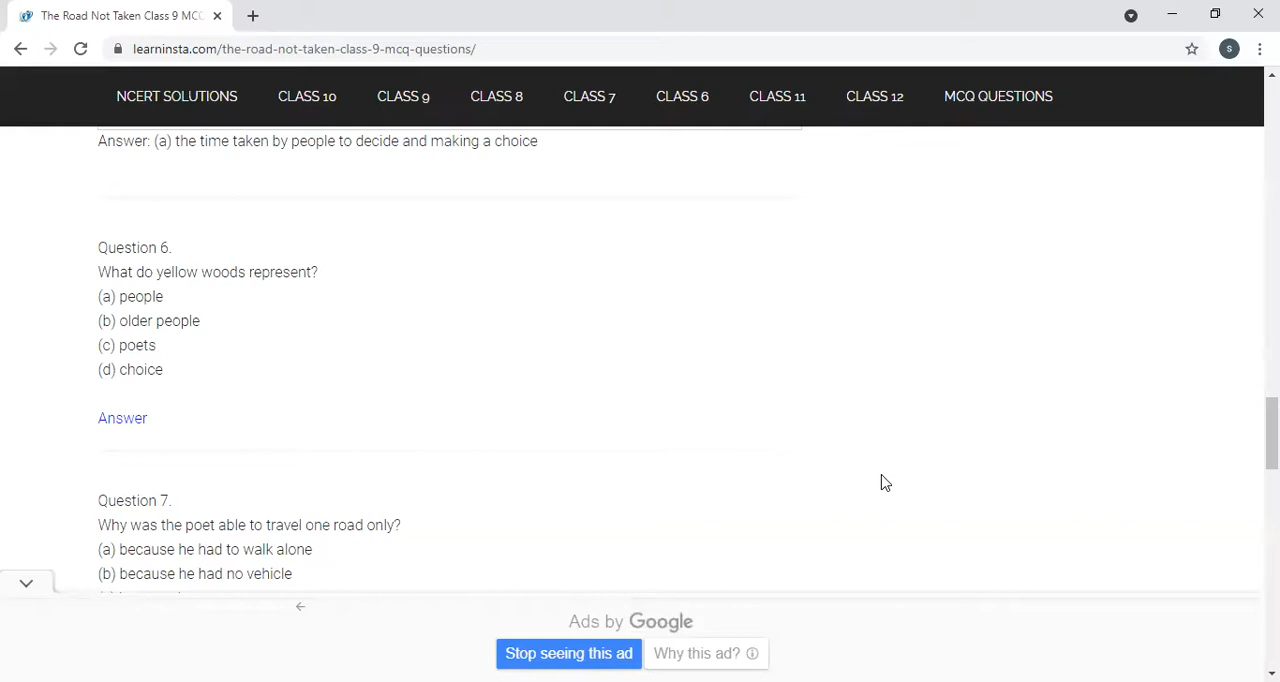 The Road Not Taken Class 9 MCQ
learninsta.com/the-road-not-taken-class-9-mcq-questions/
S
NCERT SOLUTIONS CLASS 10 CLASS 9 CLASS 8 CLASS 7 CLASS 6 CLASS 11 CLASS 12 MCQ QUESTIONS
Answer: (a) the time taken by people to decide and making a choice
Question 6.
What do yellow woods represent?
(a) people
(b) older people
(c) poets
(d) choice
Answer
Question 7.
Why was the poet able to travel one road only?
(a) because he had to walk alone
(b) because he had no vehicle
Ads by Google
Stop seeing this ad Why this ad?